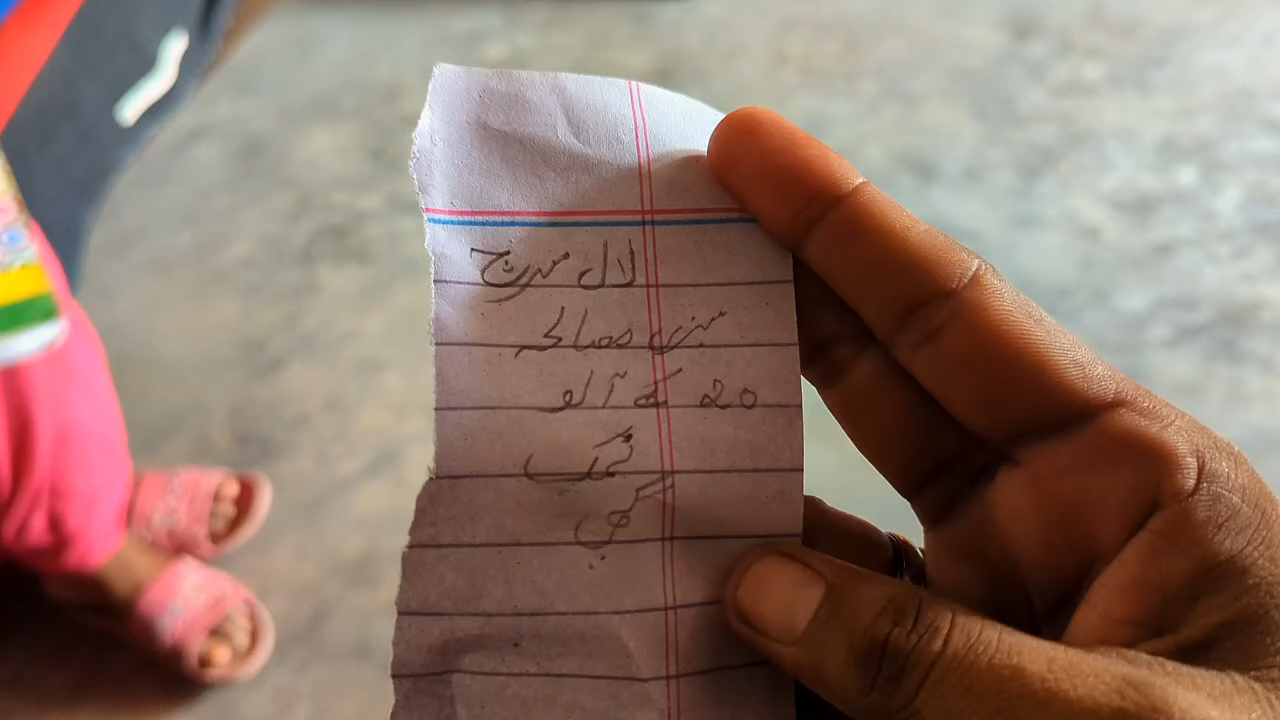 لال مرچ
سبزی مصالحہ
20 کے آلو
نمک
گھی